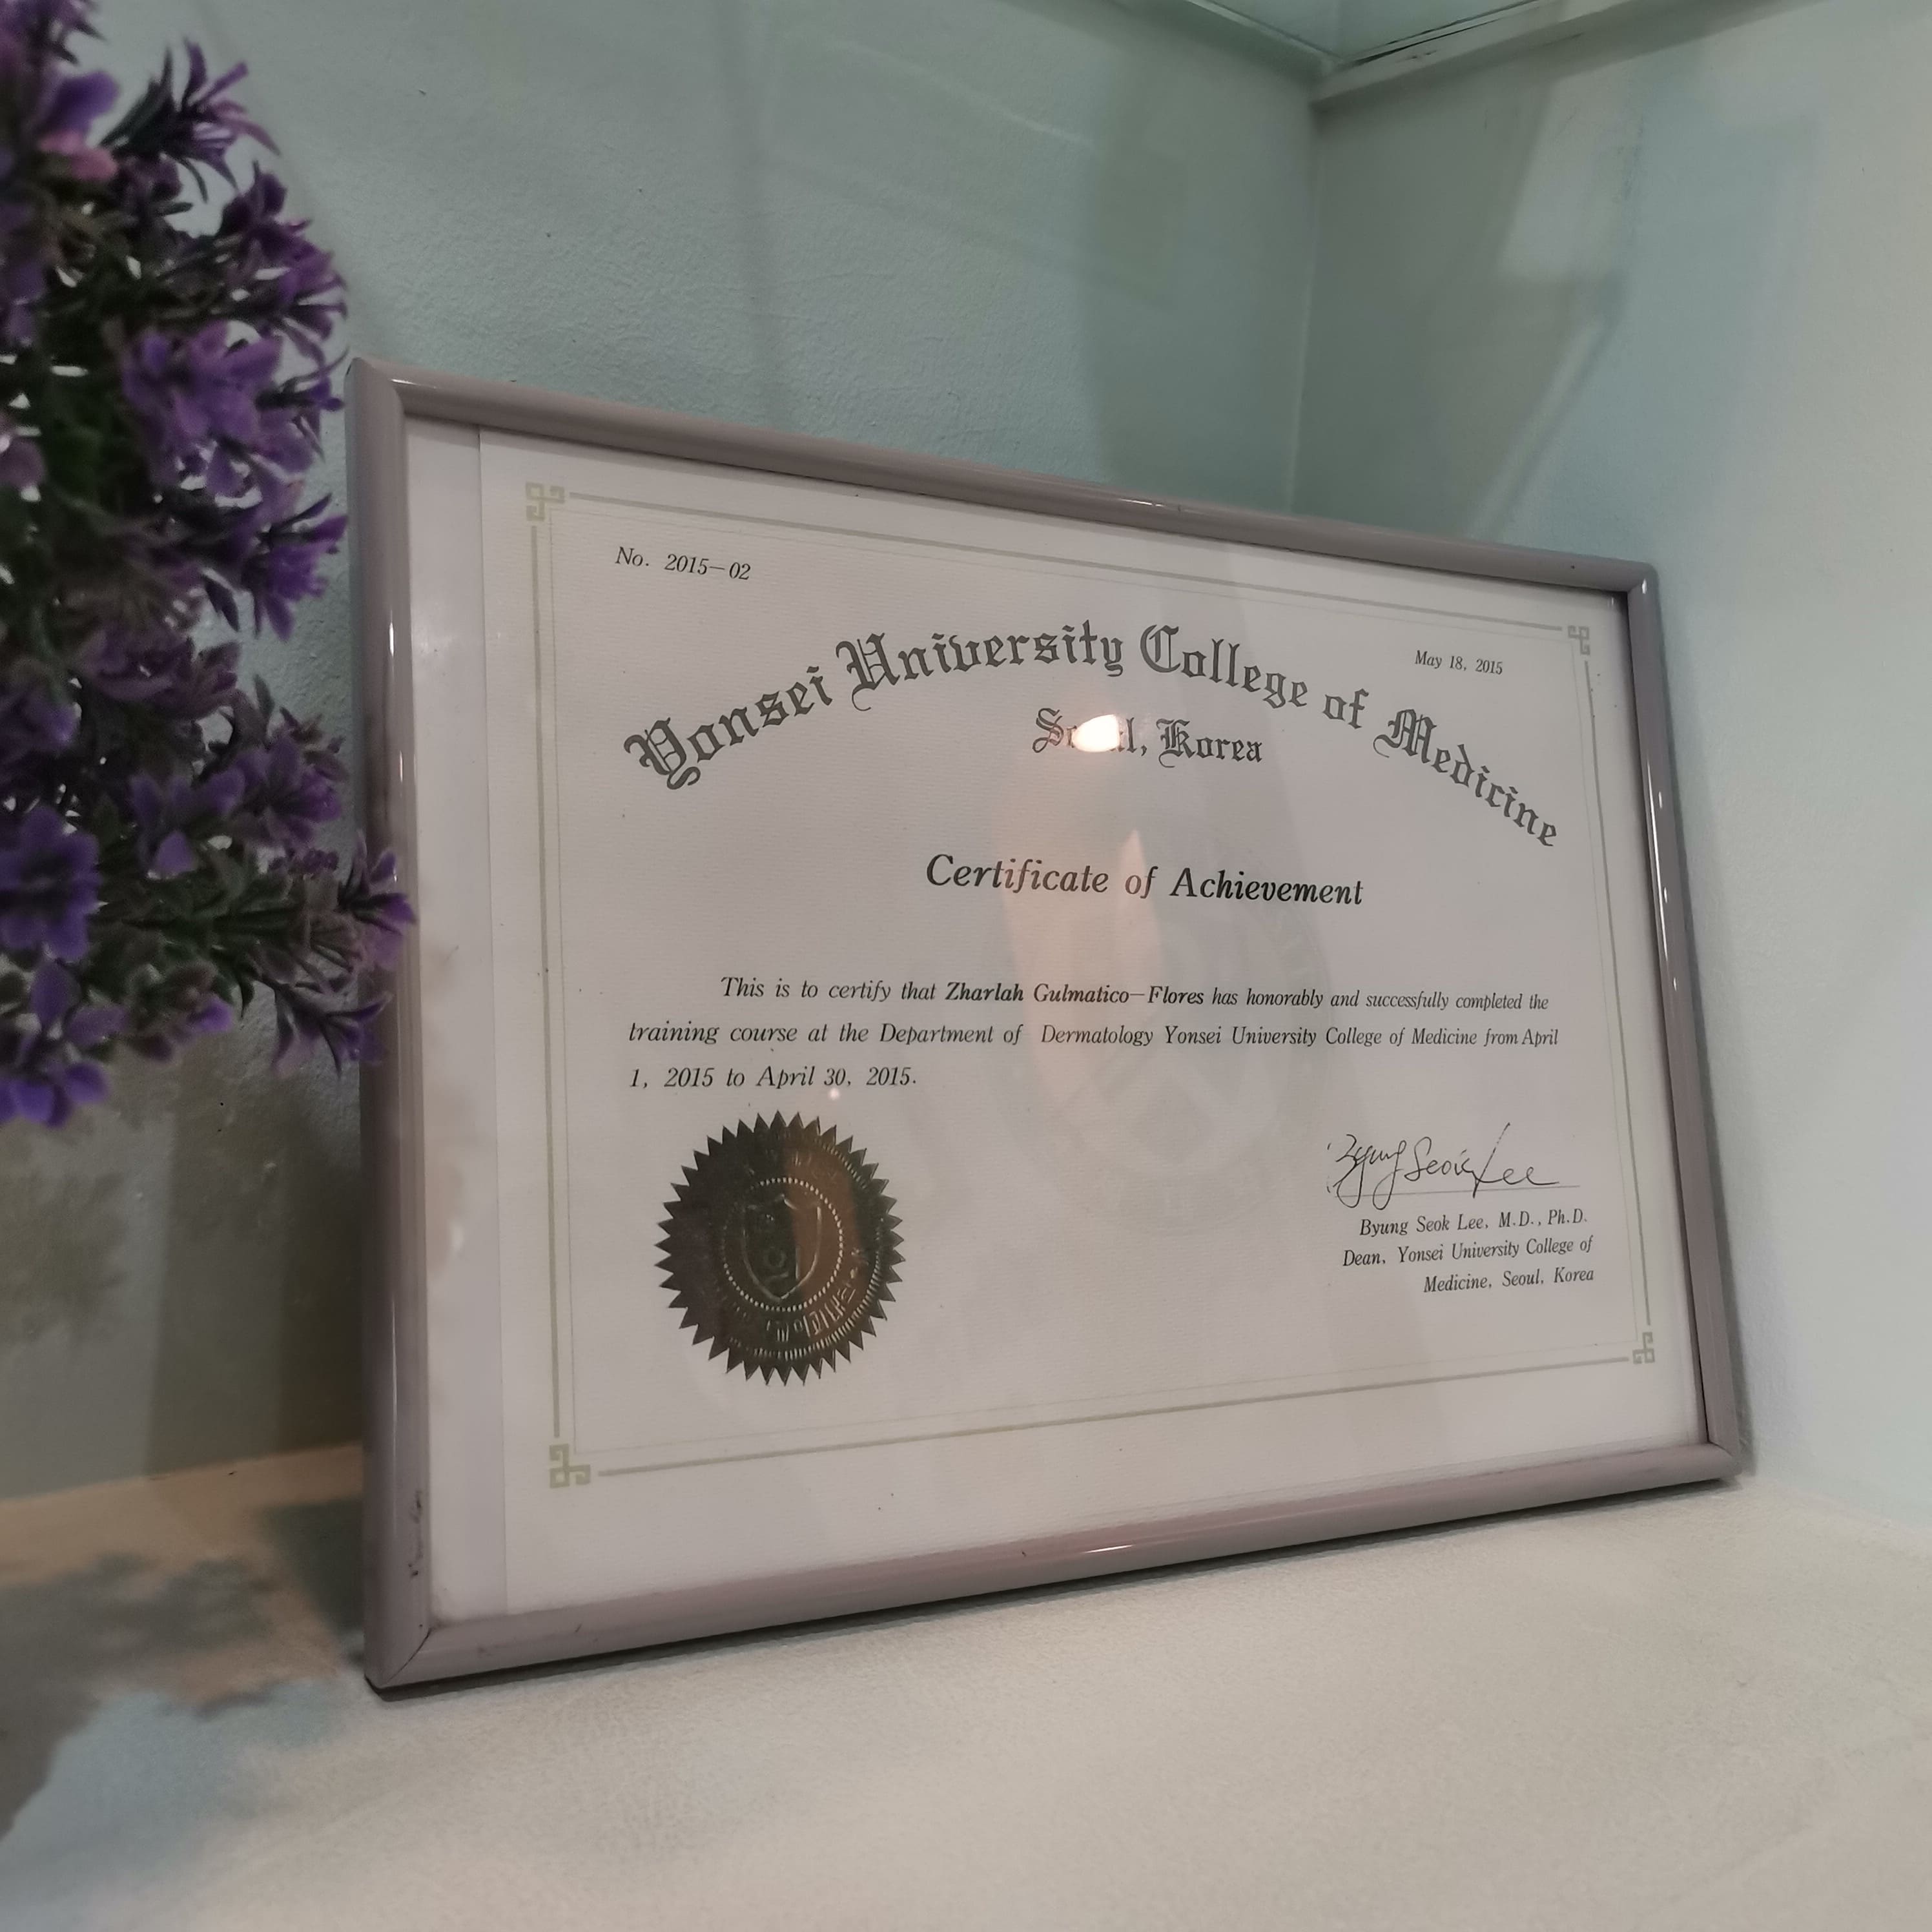 No. 2015-02
May 18, 2015
Yonsei University College of Medicine
Seoul, Korea
Certificate of Achievement
This is to certify that Zharlah Gulmatico-Flores has honorably and successfully completed the
training course at the Department of Dermatology Yonsei University College of Medicine from April
1, 2015 to April 30, 2015.
Byung Seok Lee
Byung Seok Lee, M.D., Ph.D.
Dean, Yonsei University College of
Medicine, Seoul, Korea